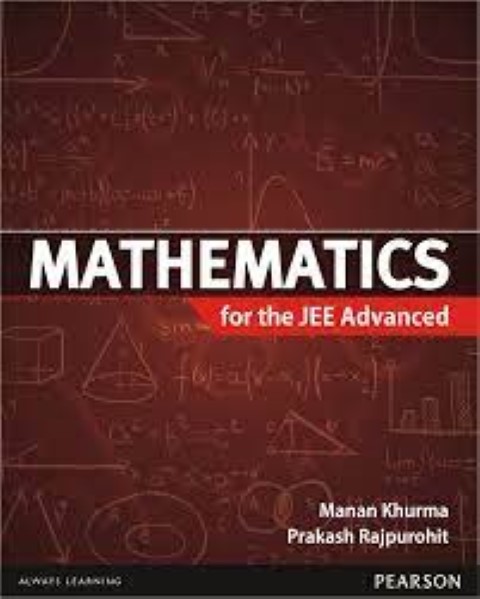 MATHEMATICS
for the JEE Advanced
Manan Khurma
Prakash Rajpurohit
ALWAYS LEARNING
PEARSON